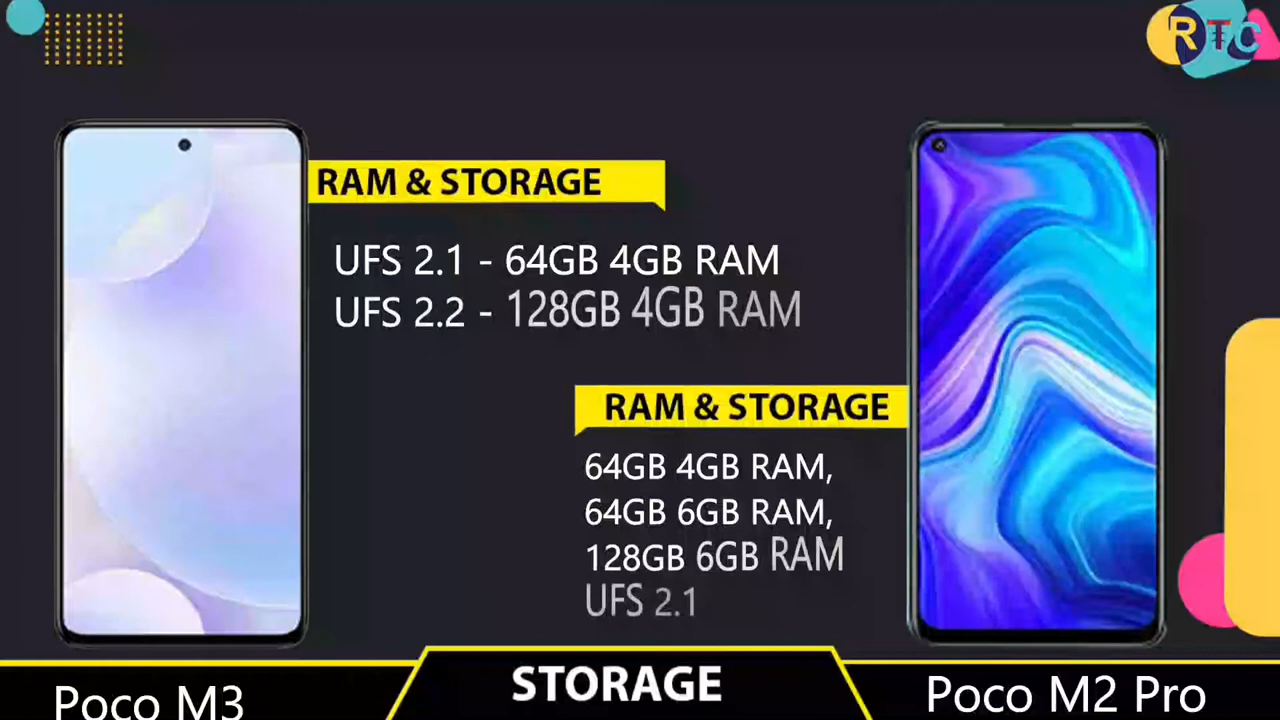 RTC
RAM & STORAGE
UFS 2.1 - 64GB 4GB RAM
UFS 2.2 - 128GB 4GB RAM
RAM & STORAGE
64GB 4GB RAM,
64GB 6GB RAM,
128GB 6GB RAM
UFS 2.1
STORAGE
Poco M3
Poco M2 Pro